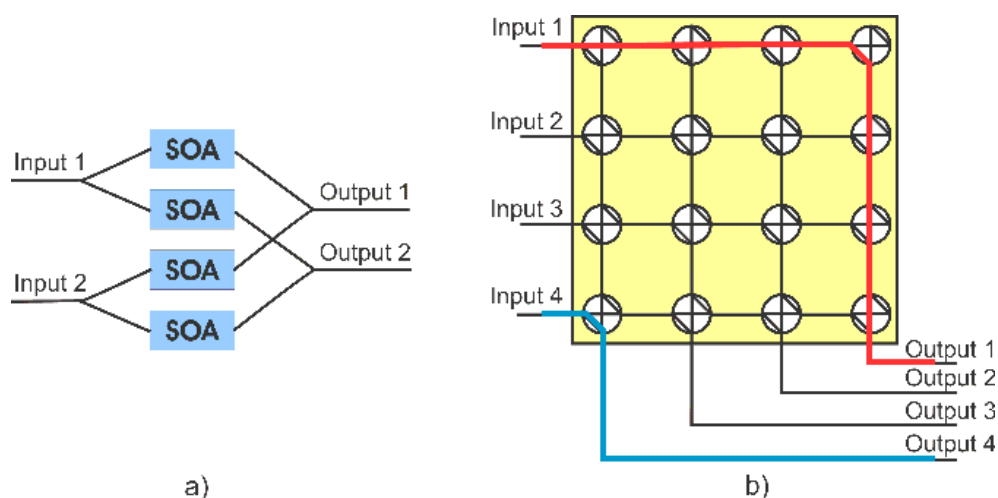 Input 1
SOA
SOA
Input 2
SOA
SOA
Output 1
Output 2
a)
Input 1
Input 2
Input 3
Input 4
Output 1
Output 2
Output 3
Output 4
b)